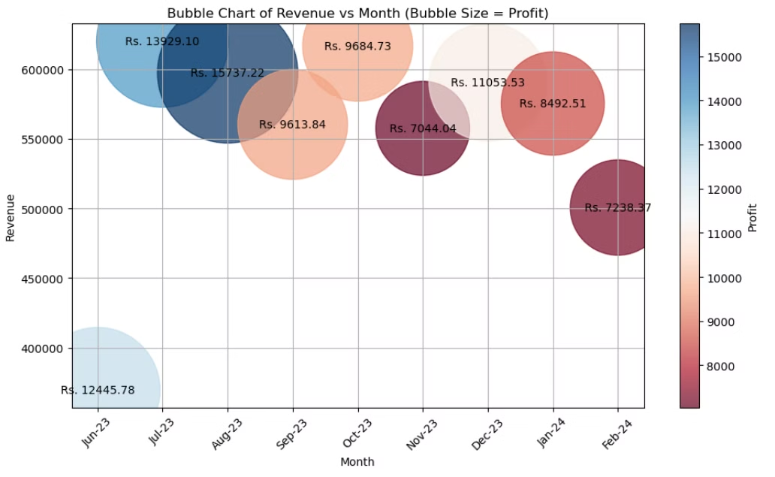 Bubble Chart of Revenue vs Month (Bubble Size = Profit)
Rs. 13929.10
Rs. 15737.22
Rs. 9613.84
Rs. 9684.73
Rs. 7044.04
Rs. 11053.53
Rs. 8492.51
Rs. 7238.37
Rs. 12445.78
600000
550000
500000
450000
400000
Revenue
Jun-23
Jul-23
Aug-23
Sep-23
Oct-23
Nov-23
Dec-23
Jan-24
Feb-24
Month
15000
14000
13000
12000
11000
10000
9000
8000
Profit